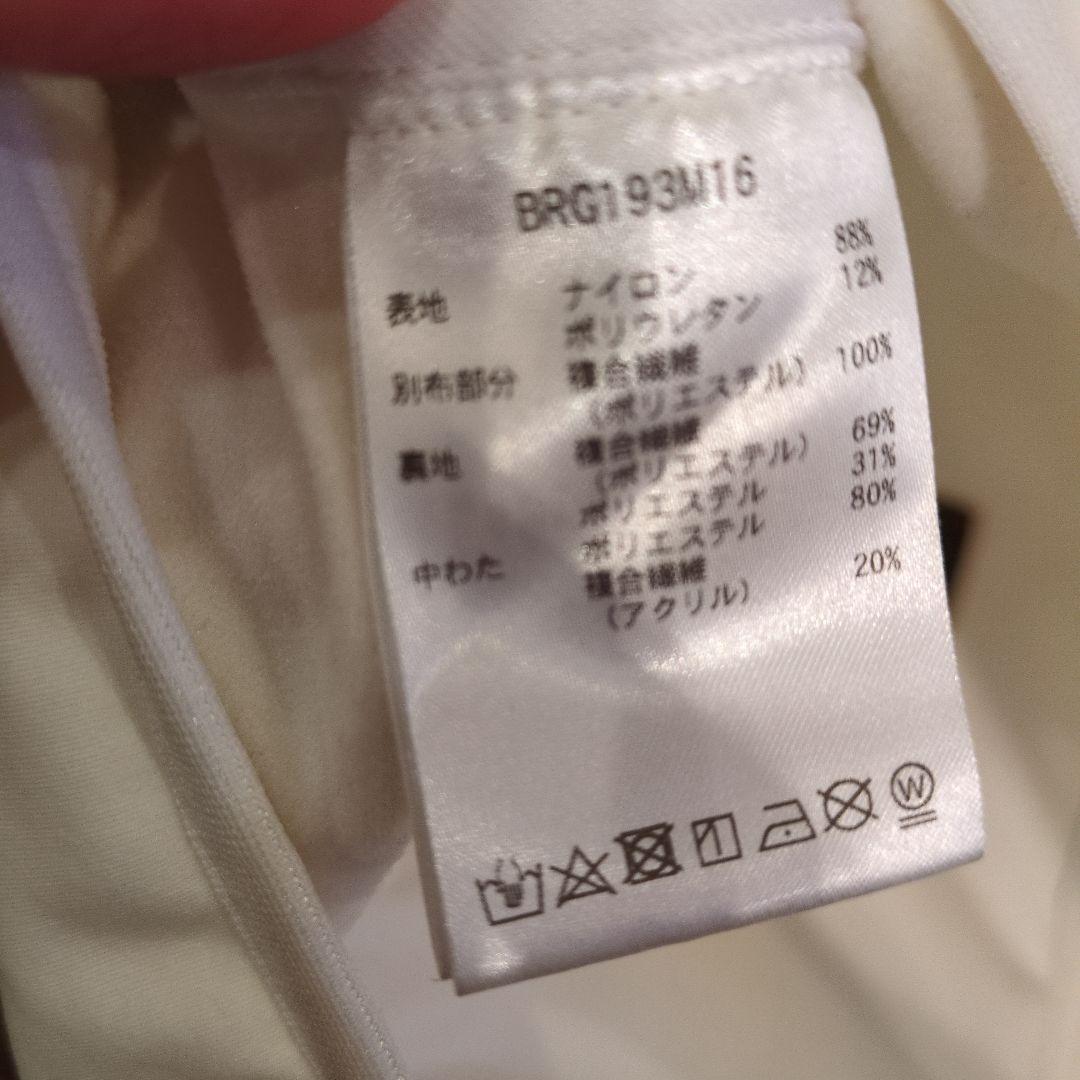 BRG193M16
表地 ナイロン 88%
ポリウレタン 12%
別布部分 複合繊維 100%
(ポリエステル)
裏地 複合繊維 69%
(ポリエステル)
ポリエステル 31%
中わた ポリエステル 80%
複合繊維 20%
(アクリル)
W